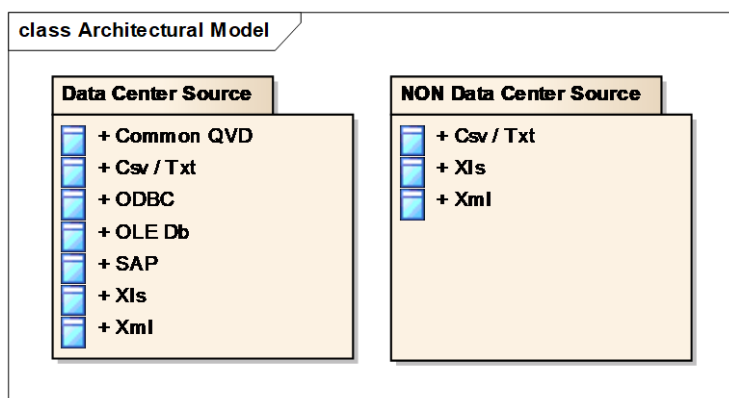 class Architectural Model
Data Center Source
+ Common QVD
+ Csv / Txt
+ ODBC
+ OLE Db
+ SAP
+ Xls
+ Xml
NON Data Center Source
+ Csv / Txt
+ Xls
+ Xml